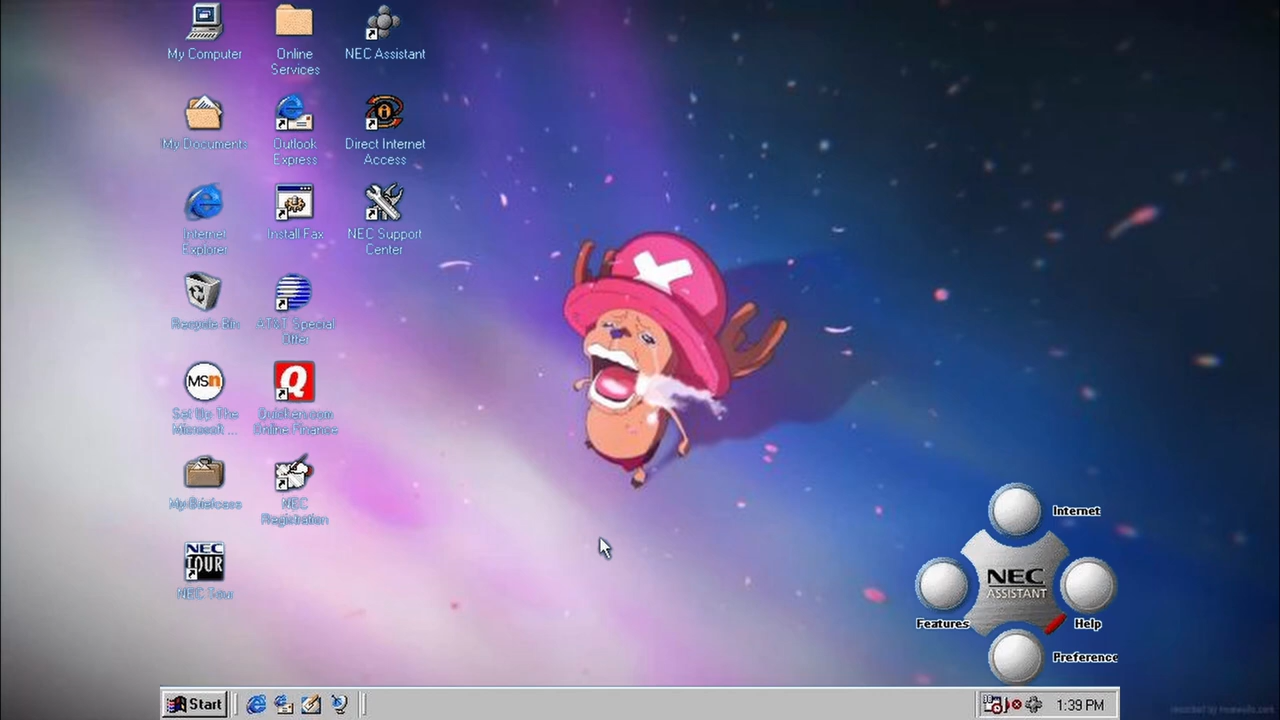 My Computer
Online
Services
NEC Assistant
My Documents
Outlook
Express
Direct Internet
Access
Internet
Explorer
Install Fax
NEC Support
Center
Recycle Bin
AT&T Special
Offer
MSn
Set Up The
Microsoft ...
Q
Quicken.com
Online Finance
My Briefcase
NEC
Registration
NEC
TOUR
NEC Tour
Internet
NEC
ASSISTANT
Features
Help
Preference
Start
1:39 PM